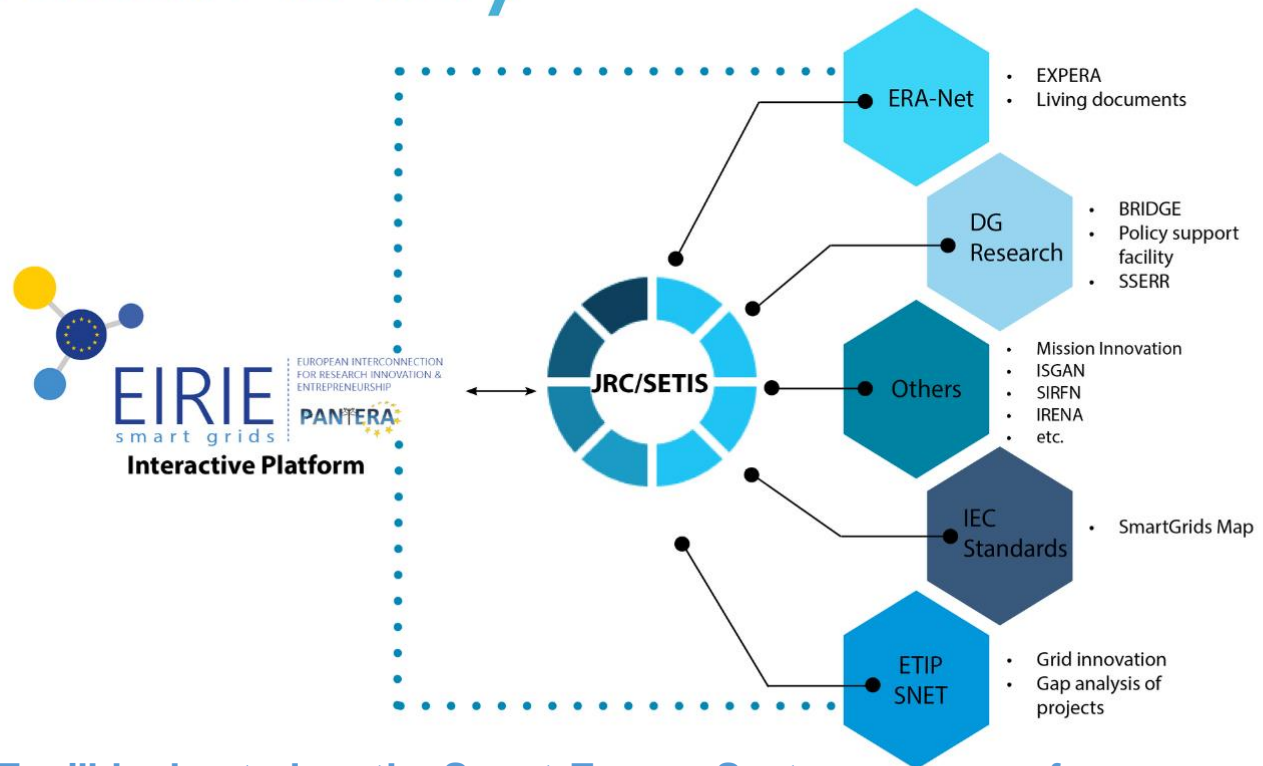 ERA-Net
• EXPERA
• Living documents
DG
Research
• BRIDGE
• Policy support
facility
• SSERR
Others
• Mission Innovation
• ISGAN
• SIRFN
• IRENA
• etc.
IEC
Standards
• SmartGrids Map
ETIP
SNET
• Grid innovation
• Gap analysis of
projects
JRC/SETIS
EIRIE
smart grids
EUROPEAN INTERCONNECTION
FOR RESEARCH INNOVATION &
ENTREPRENEURSHIP
PANTERA
Interactive Platform